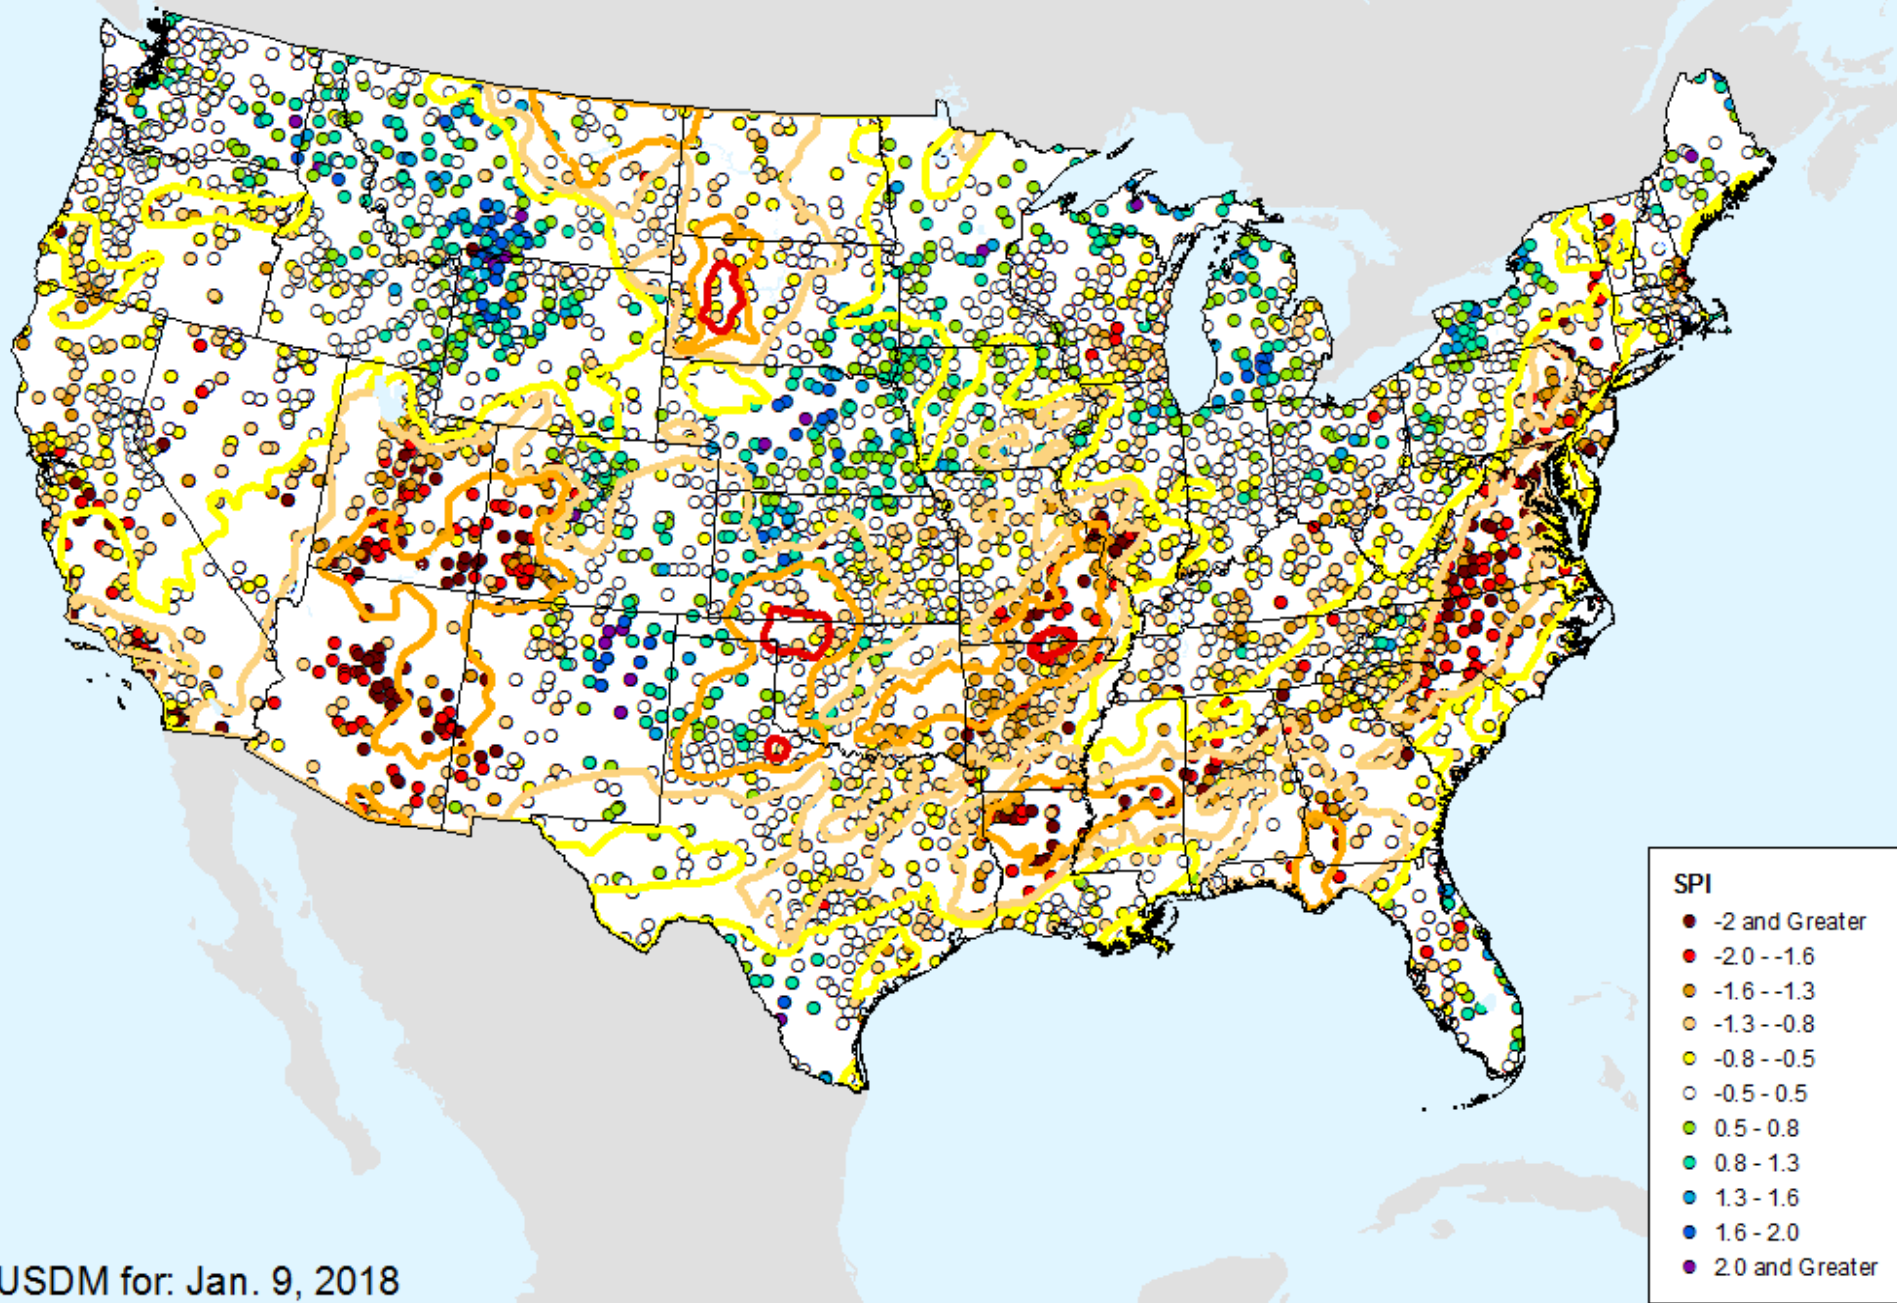 SPI
-2 and Greater
-2.0 - -1.6
-1.6 - -1.3
-1.3 - -0.8
-0.8 - -0.5
-0.5 - 0.5
0.5 - 0.8
0.8 - 1.3
1.3 - 1.6
1.6 - 2.0
2.0 and Greater
USDM for: Jan. 9, 2018